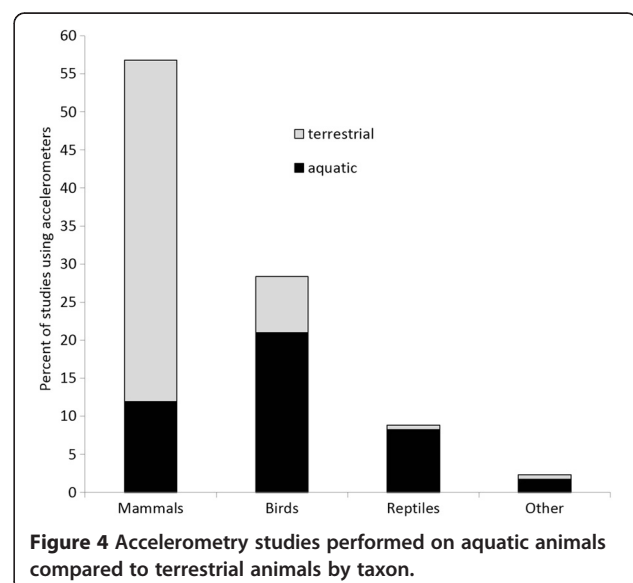 60
55
50
45
40
35
30
25
20
15
10
5
0
Percent of studies using accelerometers
terrestrial
aquatic
Mammals Birds Reptiles Other
Figure 4 Accelerometry studies performed on aquatic animals
compared to terrestrial animals by taxon.